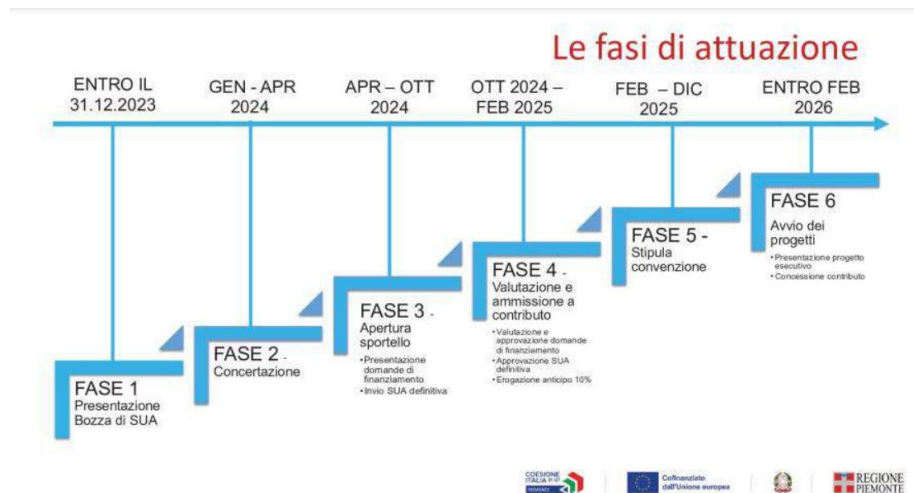 Le fasi di attuazione
ENTRO IL
31.12.2023
GEN - APR
2024
APR – OTT
2024
OTT 2024 –
FEB 2025
FEB – DIC
2025
ENTRO FEB
2026
FASE 1
Presentazione
Bozza di SUA
FASE 2 -
Concertazione
FASE 3 -
Apertura
sportello
• Presentazione
domande di
finanziamento
• Invio SUA definitiva
FASE 4 -
Valutazione e
ammissione a
contributo
• Valutazione e
approvazione domande
di finanziamento
• Approvazione SUA
definitiva
• Erogazione anticipo 10%
FASE 5 -
Stipula
convenzione
FASE 6
Avvio dei
progetti
• Presentazione progetto
esecutivo
• Concessione contributo
COESIONE
ITALIA 21-27
PIEMONTE
Cofinanziato
dall'Unione europea
REGIONE
PIEMONTE